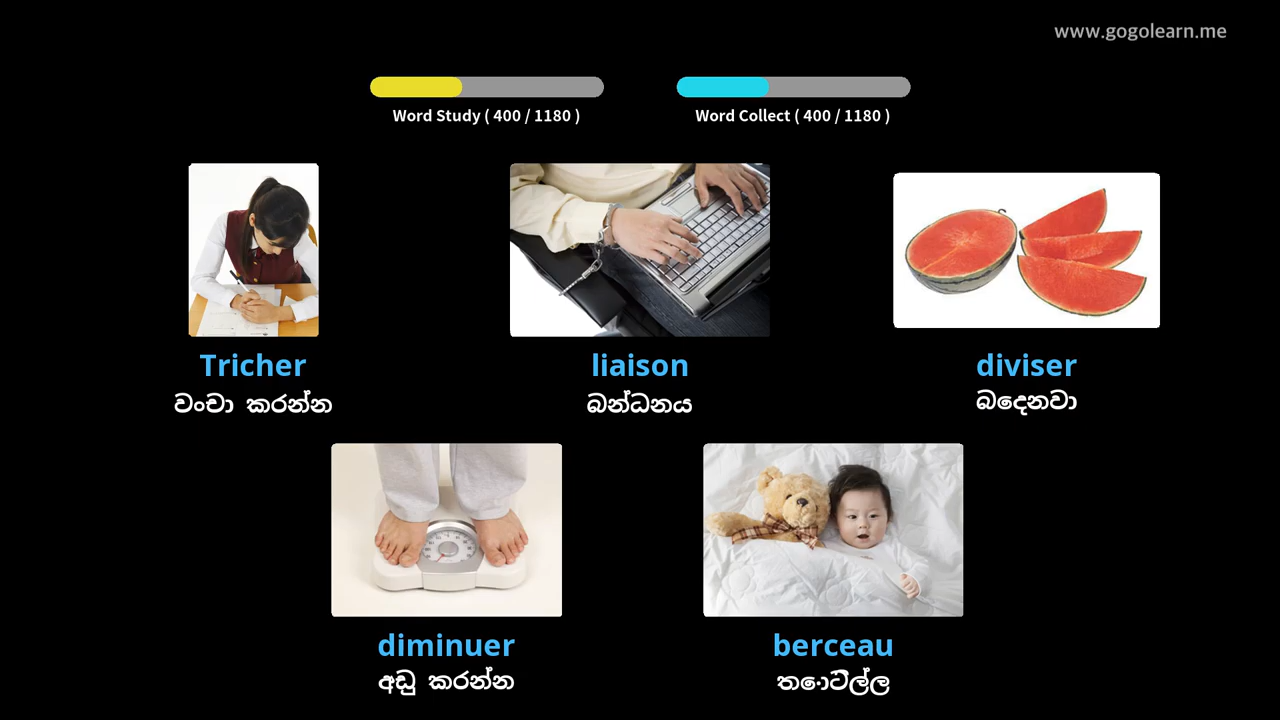 www.gogolearn.me
Word Study ( 400 / 1180 )
Word Collect ( 400 / 1180 )
Tricher
වංචා කරන්න
liaison
බන්ධනය
diviser
බෙදෙනවා
diminuer
අඩු කරන්න
berceau
තොටිල්ල